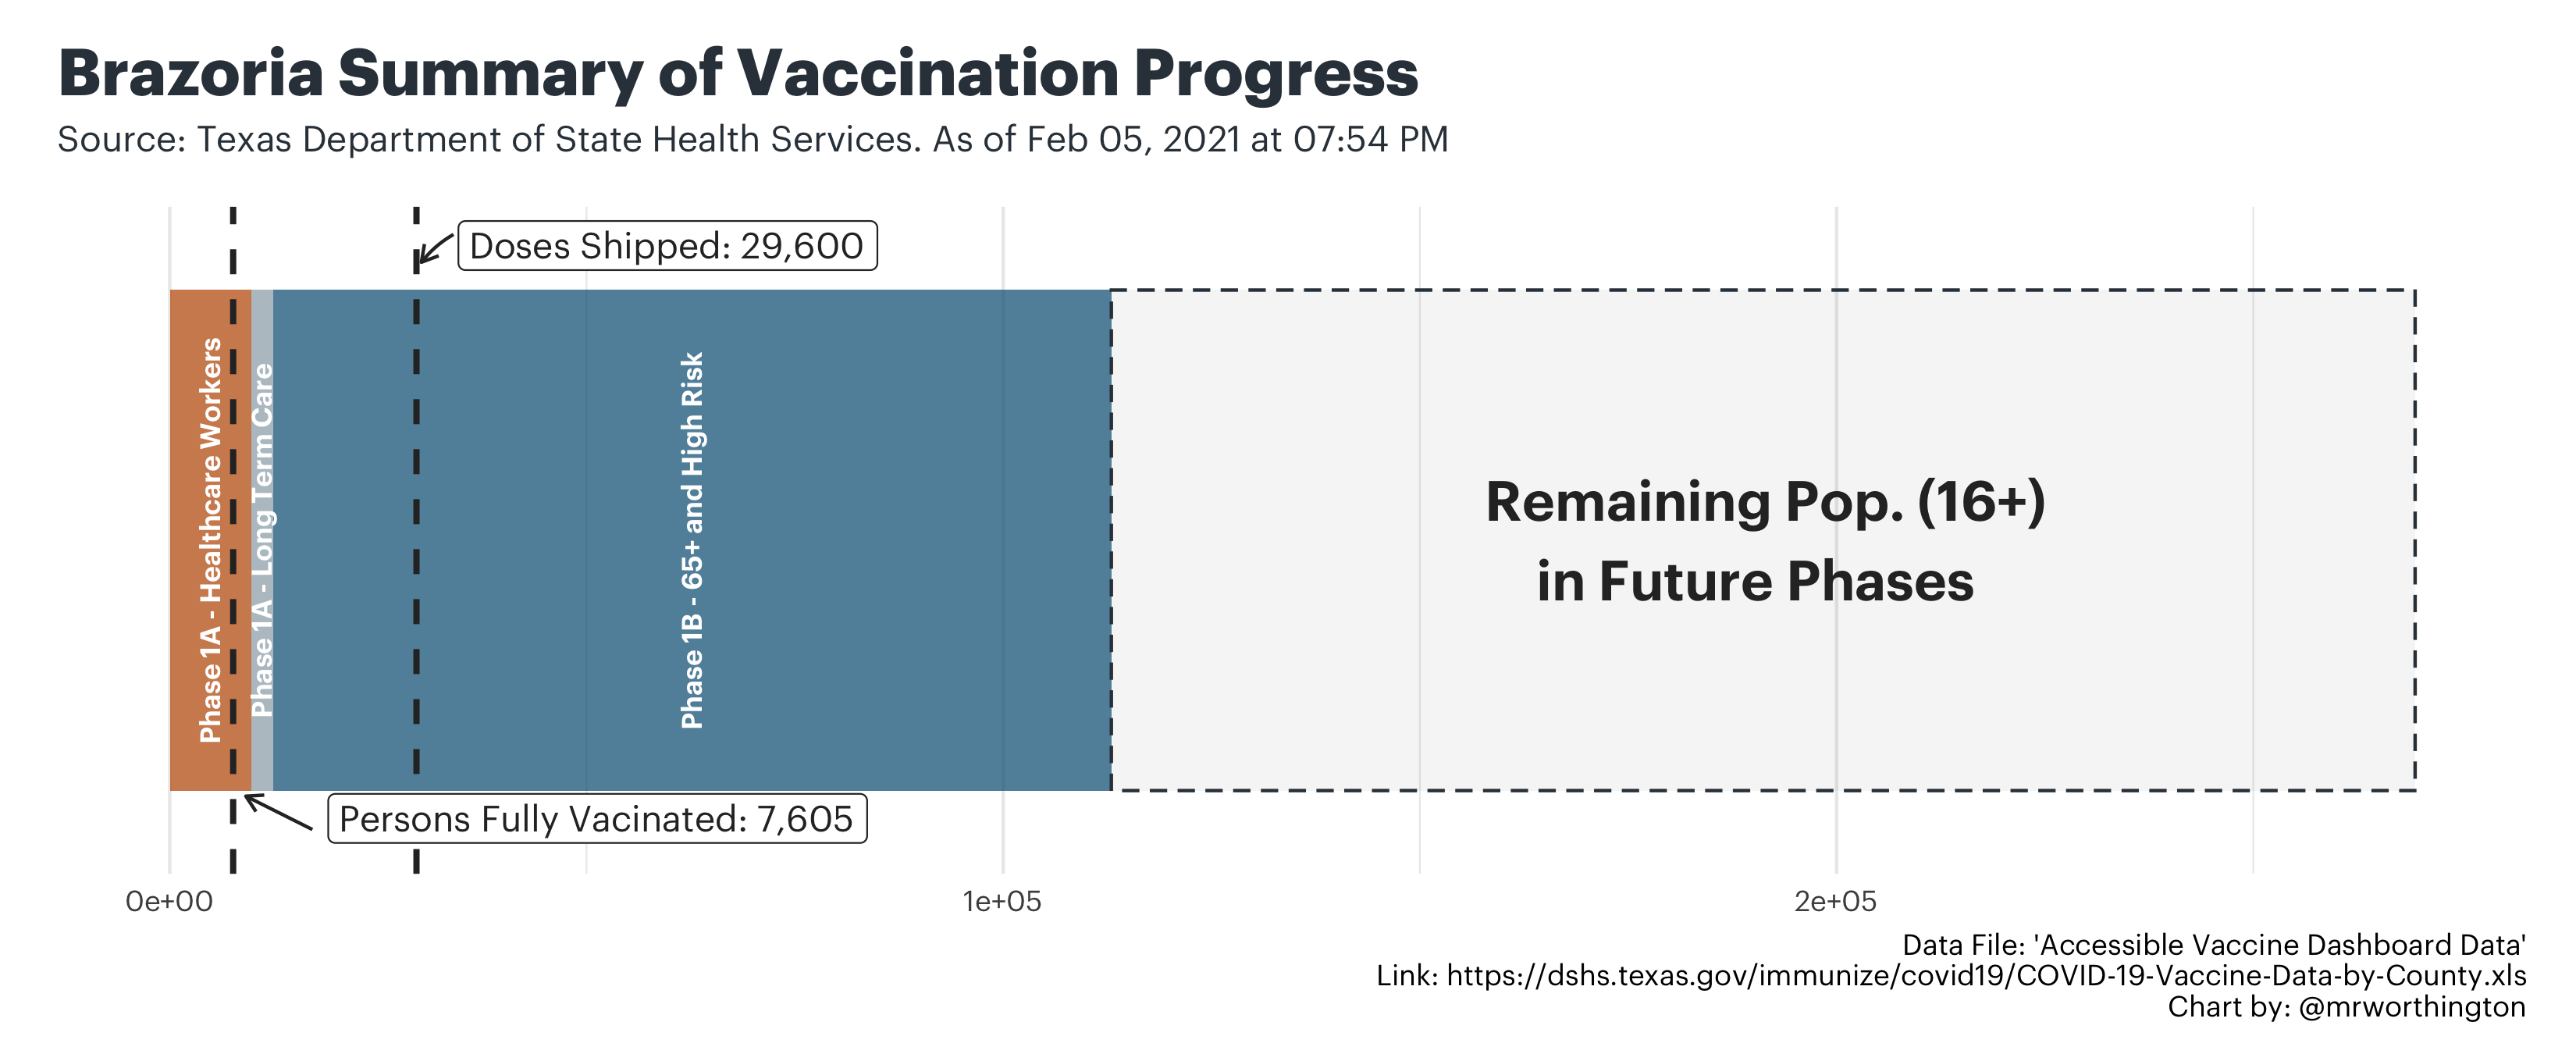 Brazoria Summary of Vaccination Progress
Source: Texas Department of State Health Services. As of Feb 05, 2021 at 07:54 PM
Doses Shipped: 29,600
Phase 1A - Healthcare Workers
Phase 1A - Long Term Care
Phase 1B - 65+ and High Risk
Remaining Pop. (16+)
in Future Phases
Persons Fully Vacinated: 7,605
0e+00
1e+05
2e+05
Data File: 'Accessible Vaccine Dashboard Data'
Link: https://dshs.texas.gov/immunize/covid19/COVID-19-Vaccine-Data-by-County.xls
Chart by: @mrworthington